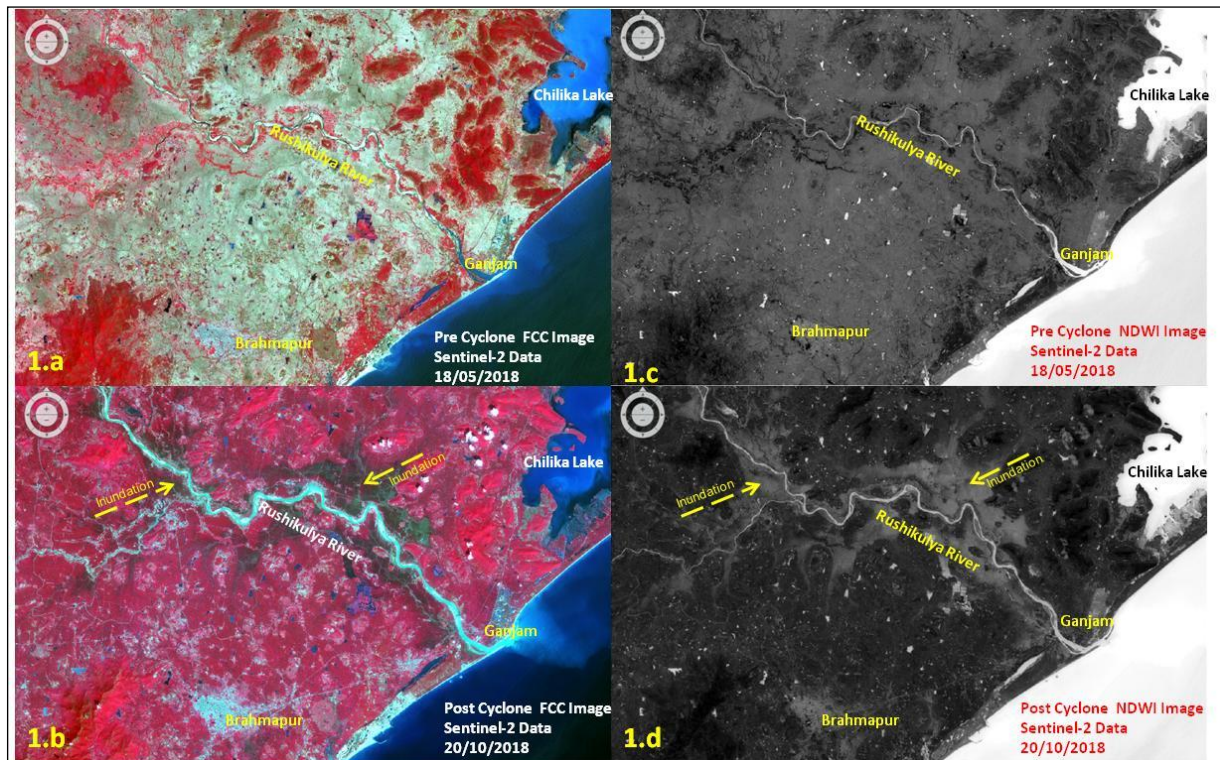 Chilika Lake
Rushikulya River
Ganjam
Brahmapur
Pre Cyclone FCC Image
Sentinel-2 Data
18/05/2018
1.a
Chilika Lake
Rushikulya River
Ganjam
Brahmapur
Pre Cyclone NDWI Image
Sentinel-2 Data
18/05/2018
1.c
Chilika Lake
Inundation
Inundation
Rushikulya River
Ganjam
Brahmapur
Post Cyclone FCC Image
Sentinel-2 Data
20/10/2018
1.b
Chilika Lake
Inundation
Inundation
Rushikulya River
Ganjam
Brahmapur
Post Cyclone NDWI Image
Sentinel-2 Data
20/10/2018
1.d